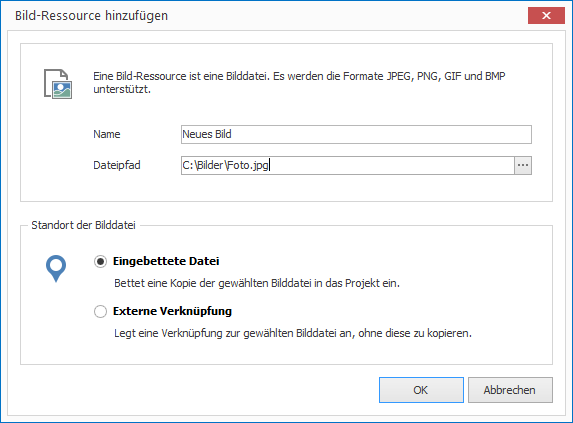 Bild-Ressource hinzufügen
Eine Bild-Ressource ist eine Bilddatei. Es werden die Formate JPEG, PNG, GIF und BMP
unterstützt.
Name Neues Bild
Dateipfad C:\Bilder\Foto.jpg ...
Standort der Bilddatei
Eingebettete Datei
Bettet eine Kopie der gewählten Bilddatei in das Projekt ein.
Externe Verknüpfung
Legt eine Verknüpfung zur gewählten Bilddatei an, ohne diese zu kopieren.
OK Abbrechen